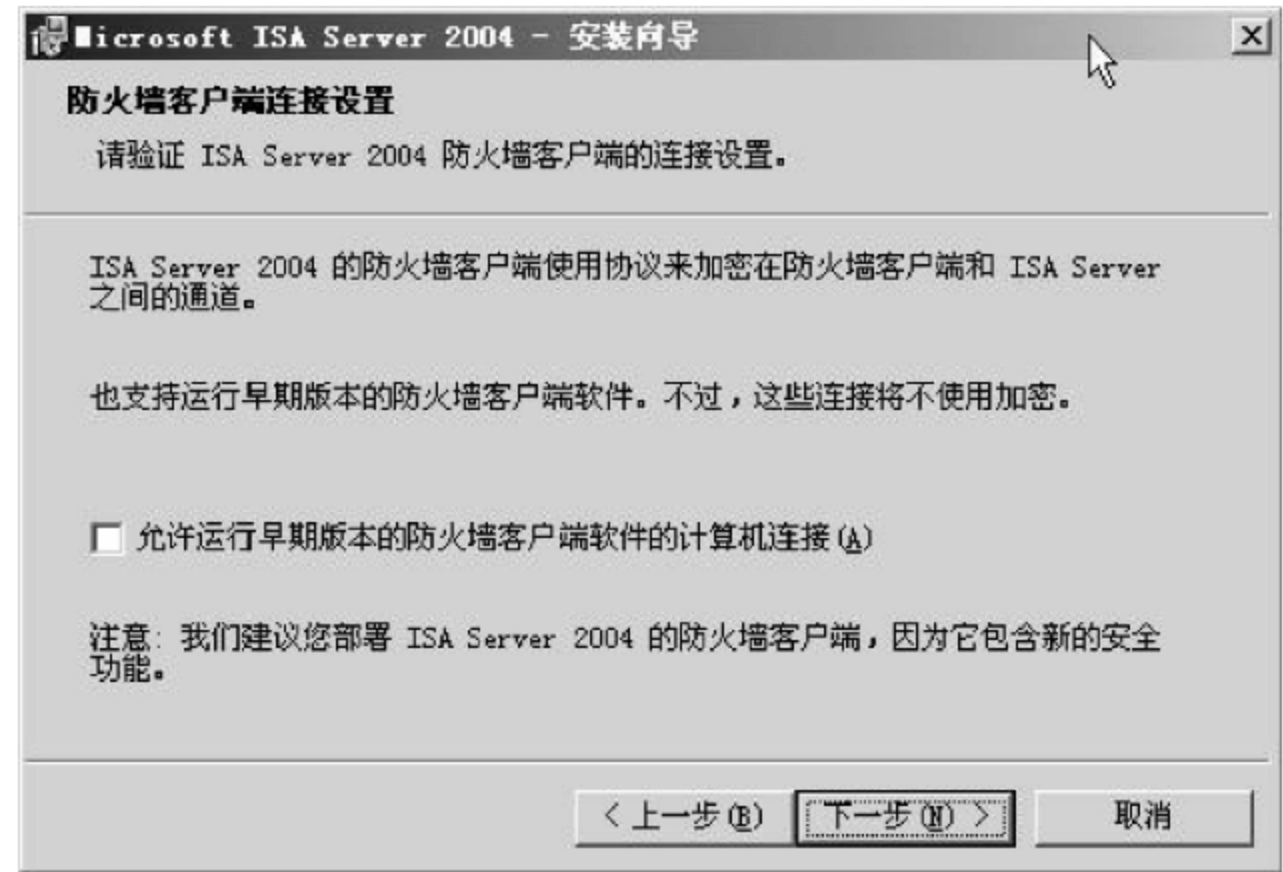 Microsoft ISA Server 2004 - 安装向导
防火墙客户端连接设置
请验证 ISA Server 2004 防火墙客户端的连接设置。
ISA Server 2004 的防火墙客户端使用协议来加密在防火墙客户端和 ISA Server
之间的通道。
也支持运行早期版本的防火墙客户端软件。不过，这些连接将不使用加密。
允许运行早期版本的防火墙客户端软件的计算机连接(A)
注意: 我们建议您部署 ISA Server 2004 的防火墙客户端，因为它包含新的安全
功能。
< 上一步(B) 下一步(N) > 取消